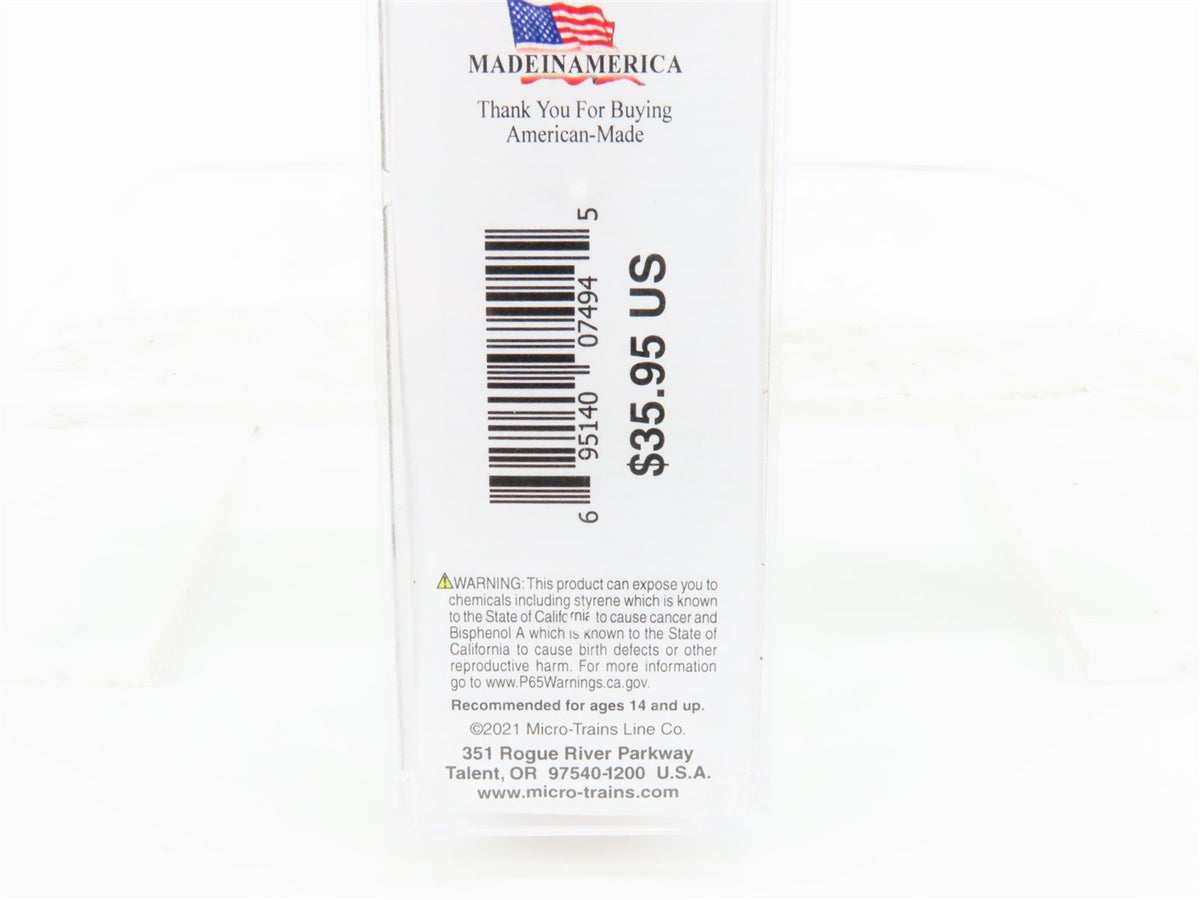 MADEINAMERICA
Thank You For Buying
American-Made
6 95140 07494 5
$35.95 US
WARNING: This product can expose you to
chemicals including styrene which is known
to the State of California to cause cancer and
Bisphenol A which is known to the State of
California to cause birth defects or other
reproductive harm. For more information
go to www.P65Warnings.ca.gov.
Recommended for ages 14 and up.
©2021 Micro-Trains Line Co.
351 Rogue River Parkway
Talent, OR 97540-1200 U.S.A.
www.micro-trains.com